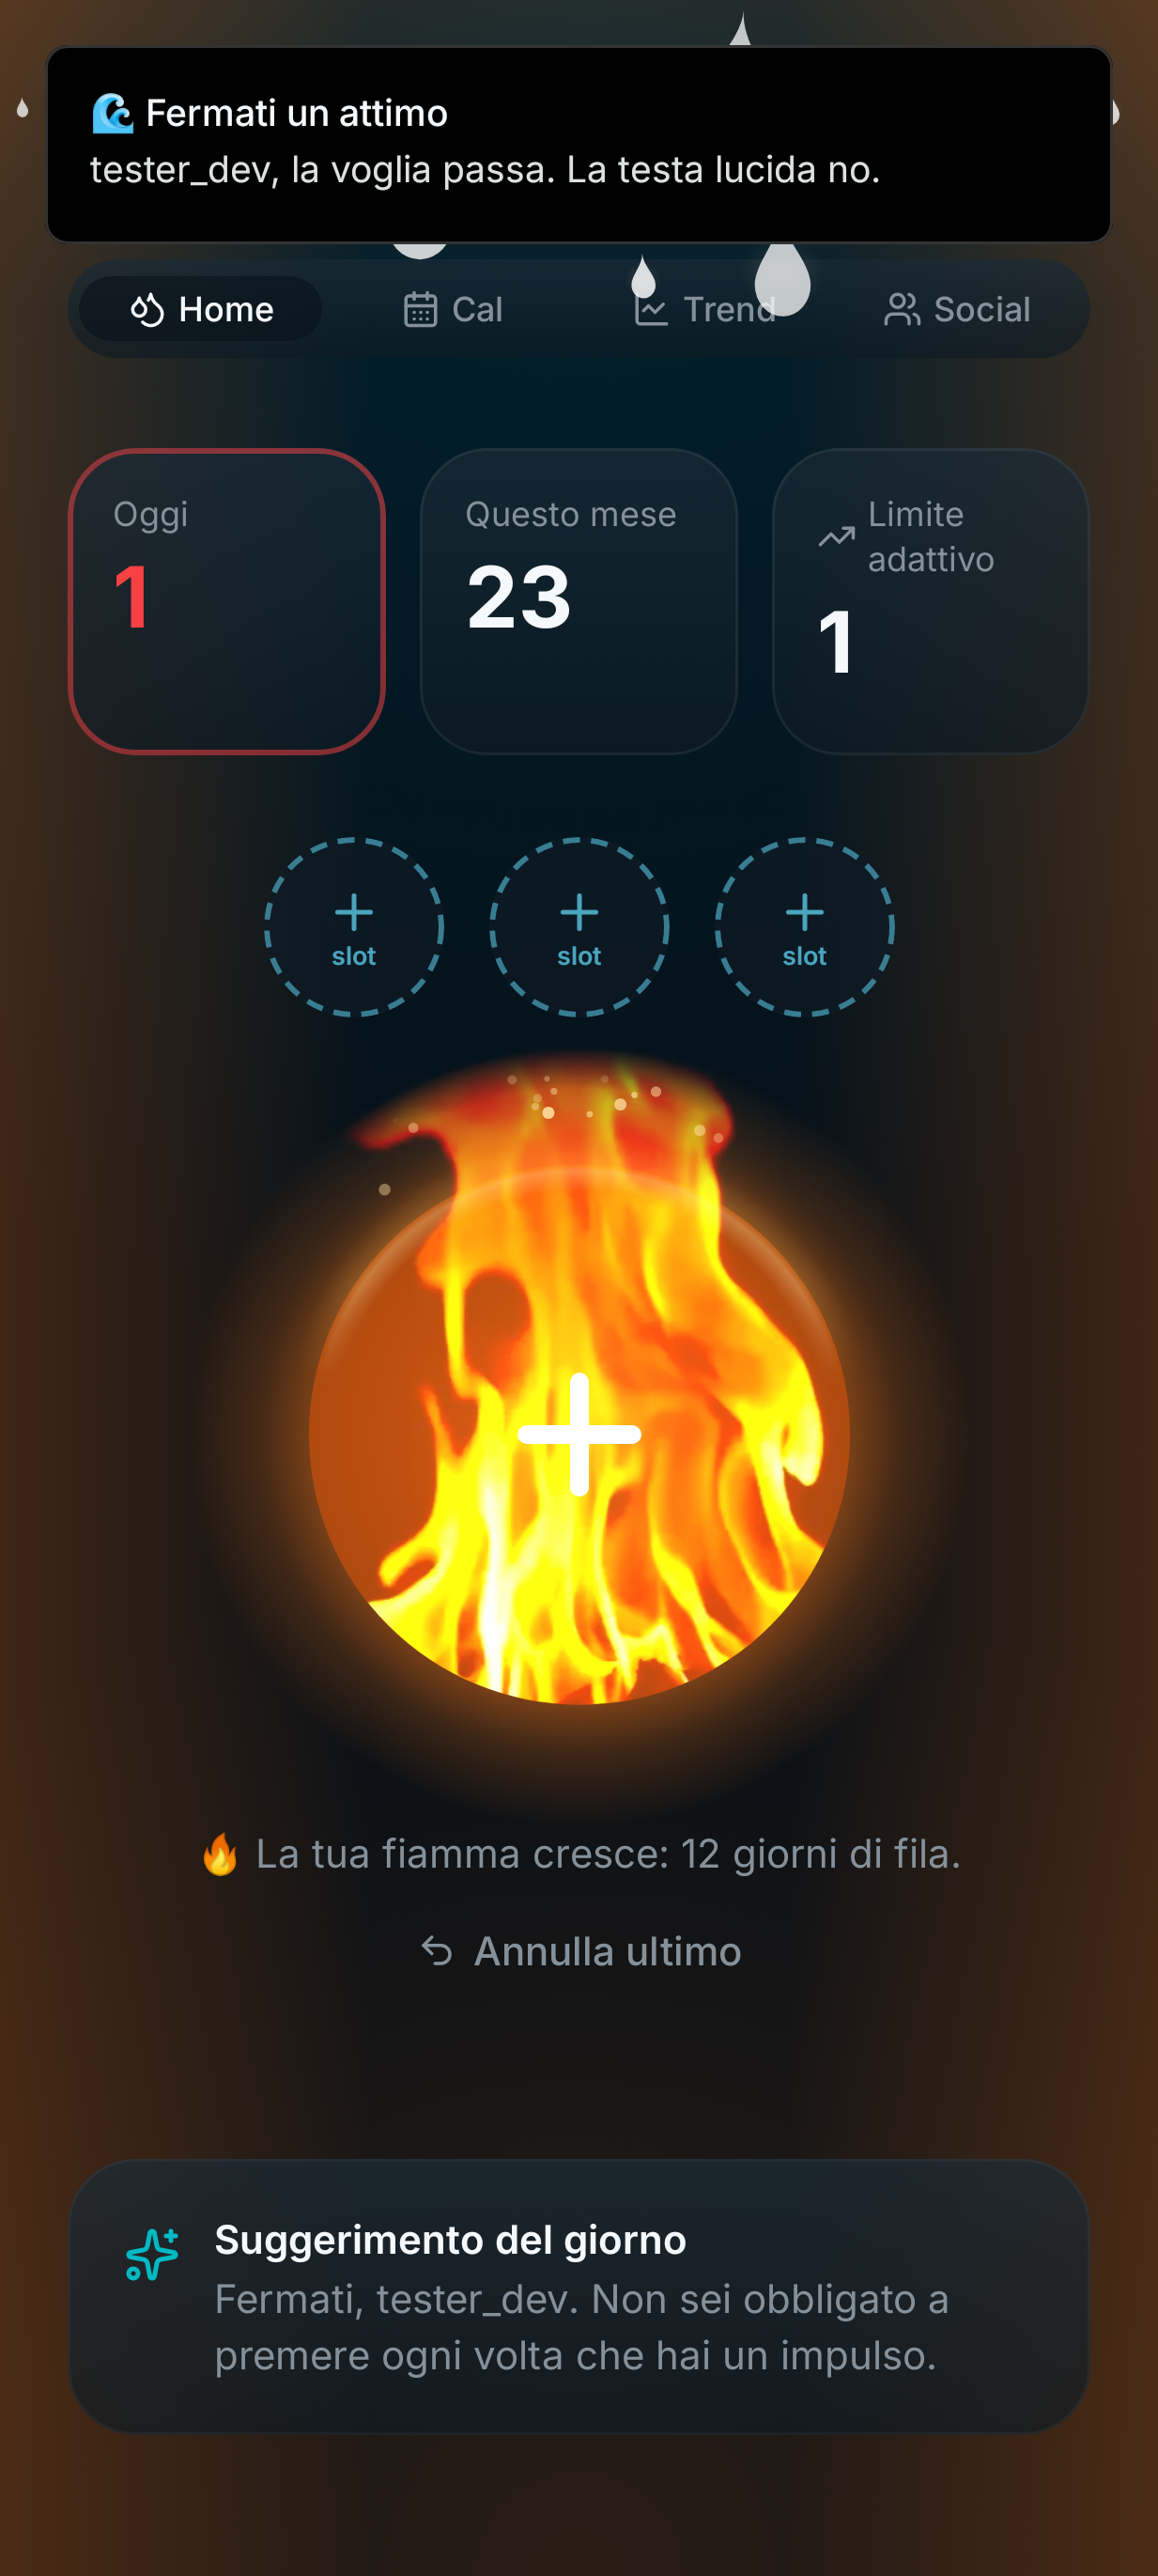 🌊 Fermati un attimo
tester_dev, la voglia passa. La testa lucida no.
Home
Cal
Trend
Social
Oggi
1
Questo mese
23
Limite
adattivo
1
slot
slot
slot
🔥 La tua fiamma cresce: 12 giorni di fila.
Annulla ultimo
Suggerimento del giorno
Fermati, tester_dev. Non sei obbligato a
premere ogni volta che hai un impulso.